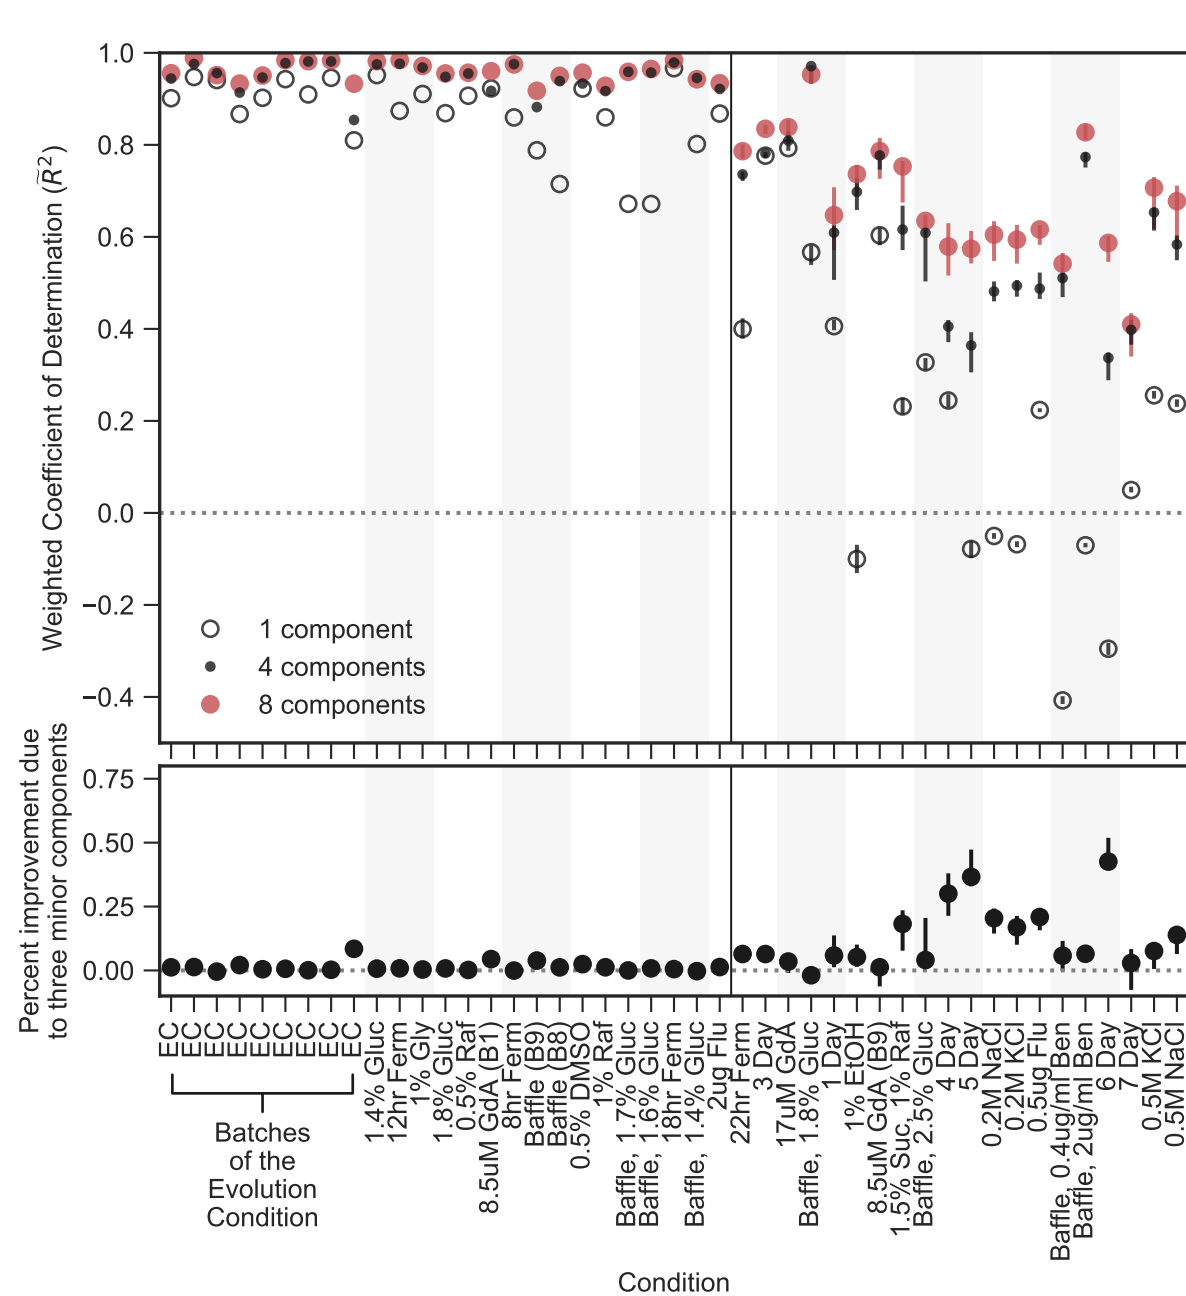 1.0
0.8
0.6
0.4
0.2
0.0
−0.2
−0.4
Weighted Coefficient of Determination (R̃²)
1 component
4 components
8 components
Percent improvement due
to three minor components
0.75
0.50
0.25
0.00
EC
EC
EC
EC
EC
EC
EC
EC
EC
1.4% Gluc
12hr Ferm
1% Gly
1.8% Gluc
0.5% Raf
8.5uM GdA (B1)
8hr Ferm
Baffle (B9)
Baffle (B8)
0.5% DMSO
1% Raf
Baffle, 1.7% Gluc
Baffle, 1.6% Gluc
18hr Ferm
Baffle, 1.4% Gluc
2ug Flu
22hr Ferm
3 Day
17uM GdA
Baffle, 1.8% Gluc
1 Day
1% EtOH
8.5uM GdA (B9)
1.5% Suc, 1% Raf
Baffle, 2.5% Gluc
4 Day
5 Day
0.2M NaCl
0.2M KCl
0.5ug Flu
Baffle, 0.4ug/ml Ben
Baffle, 2ug/ml Ben
6 Day
7 Day
0.5M KCl
0.5M NaCl
Batches
of the
Evolution
Condition
Condition